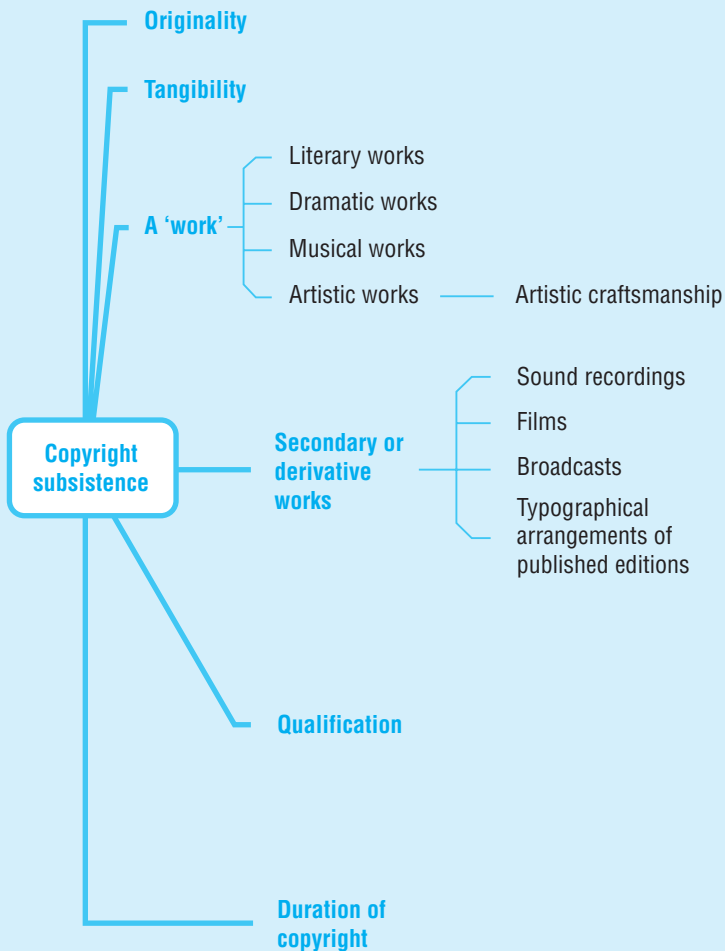 Originality
Tangibility
A ‘work’
Literary works
Dramatic works
Musical works
Artistic works
Artistic craftsmanship
Copyright
subsistence
Secondary or
derivative
works
Sound recordings
Films
Broadcasts
Typographical
arrangements of
published editions
Qualification
Duration of
copyright